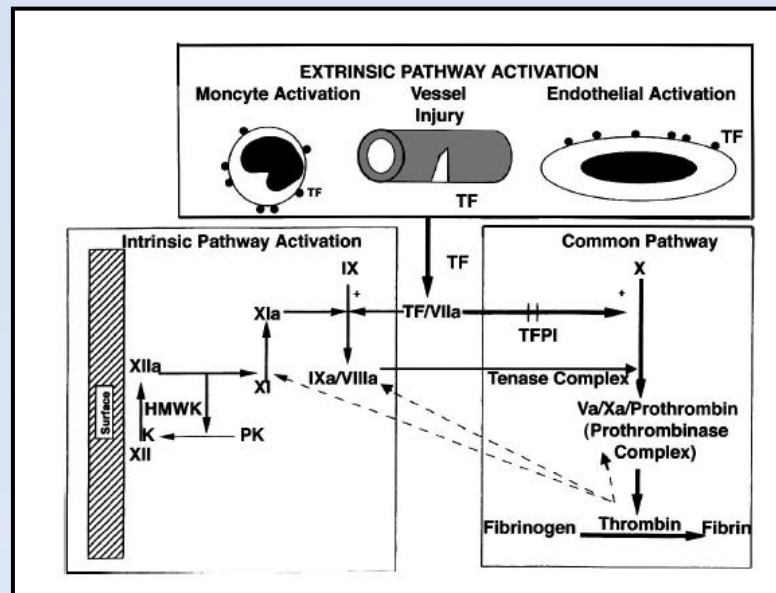 EXTRINSIC PATHWAY ACTIVATION
Moncyte Activation
Vessel
Injury
Endothelial Activation
TF
TF
TF
Intrinsic Pathway Activation
Common Pathway
TF
IX
X
+
+
XIa
TF/VIIa
TFPI
XIIa
XI
IXa/VIIIa
Tenase Complex
Surface
HMWK
K
PK
XII
Va/Xa/Prothrombin
(Prothrombinase
Complex)
Fibrinogen
Thrombin
Fibrin